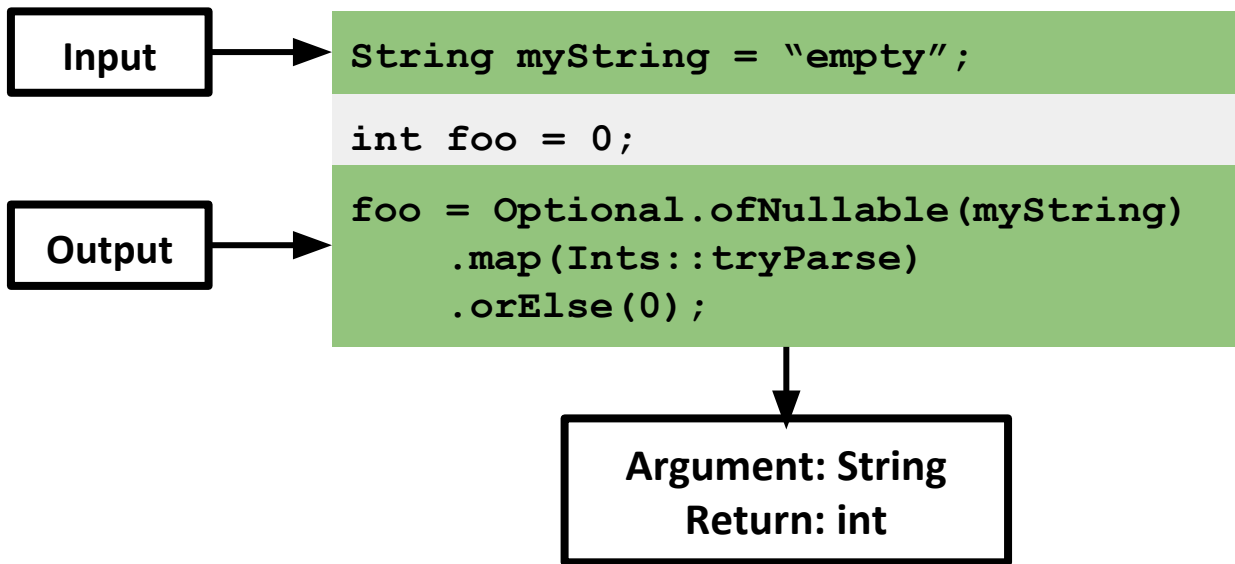 Input
String myString = “empty”;
int foo = 0;
Output
foo = Optional.ofNullable(myString)
.map(Ints::tryParse)
.orElse(0);
Argument: String
Return: int